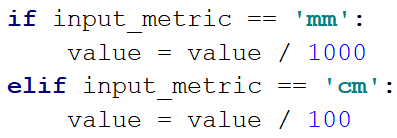 if input_metric == 'mm':
    value = value / 1000
elif input_metric == 'cm':
    value = value / 100